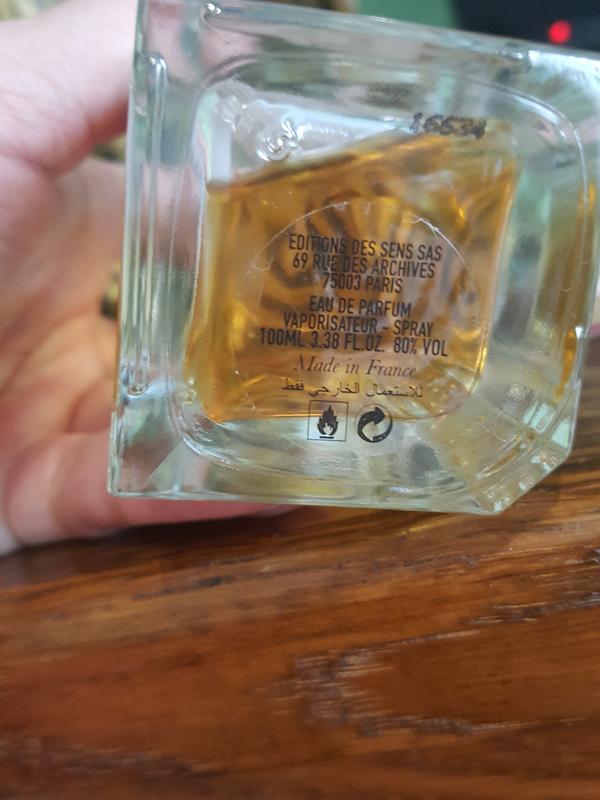 16634
EDITIONS DES SENS SAS
69 RUE DES ARCHIVES
75003 PARIS
EAU DE PARFUM
VAPORISATEUR - SPRAY
100ML 3.38 FL.OZ. 80% VOL
Made in France
للاستعمال الخارجي فقط